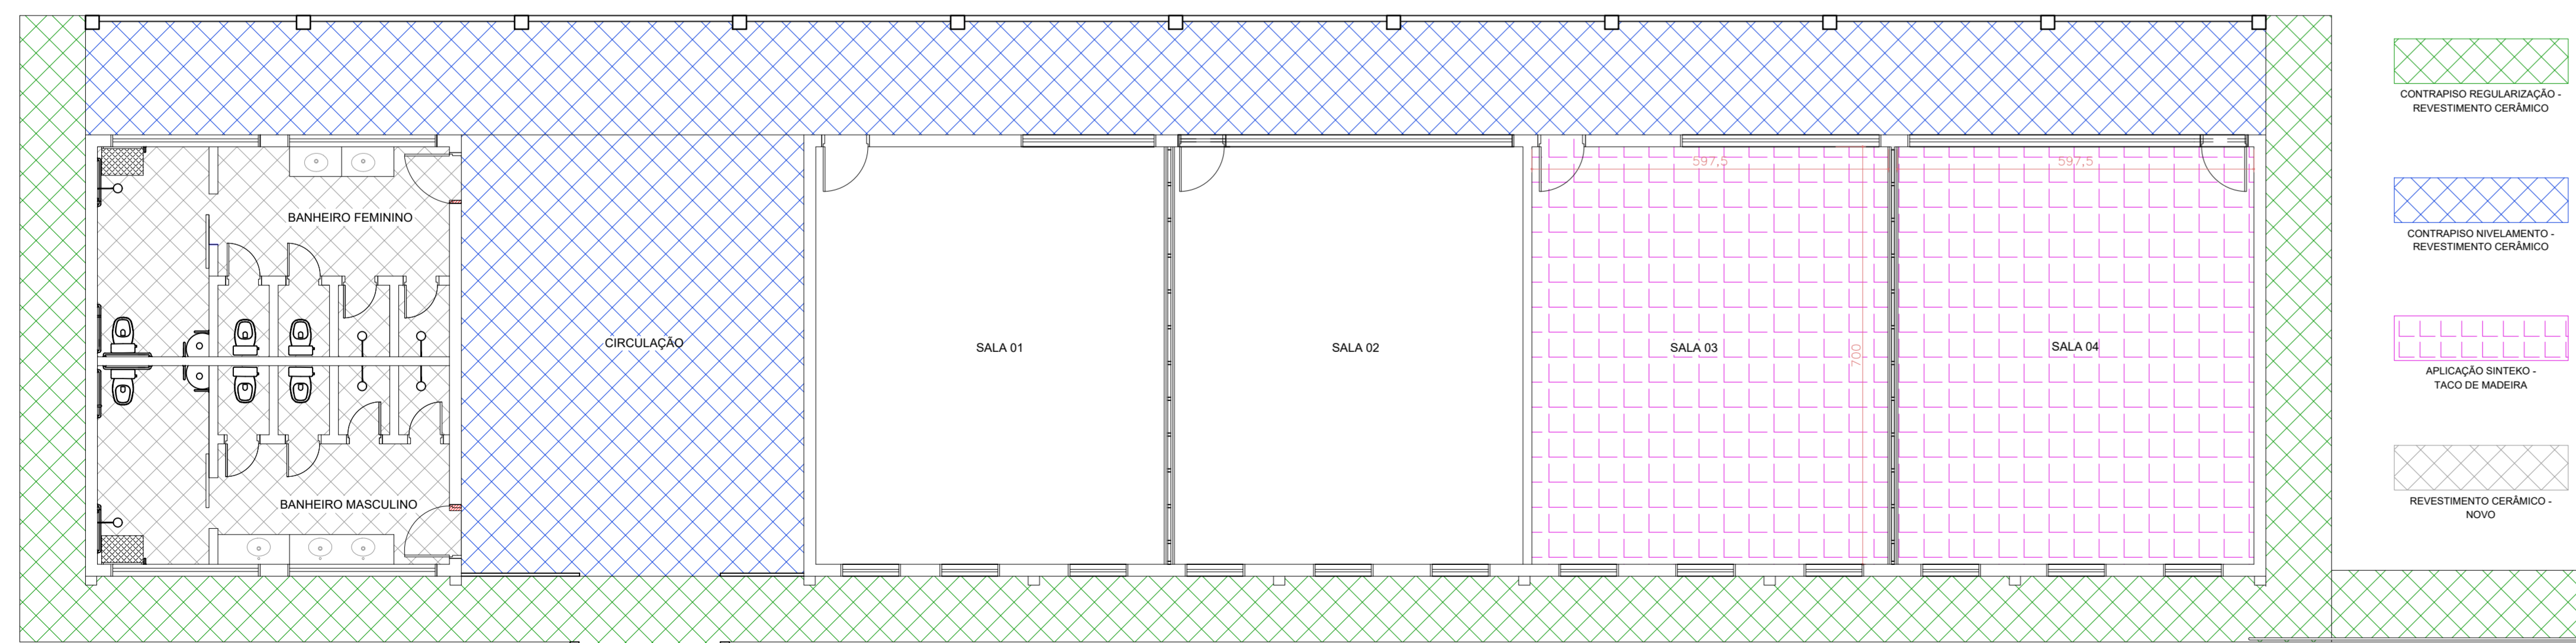 CONTRAPISO REGULARIZAÇÃO -
REVESTIMENTO CERÂMICO
597,5
597,5
BANHEIRO FEMININO
CONTRAPISO NIVELAMENTO -
REVESTIMENTO CERÂMICO
CIRCULAÇÃO
SALA 01
SALA 02
SALA 03
700
SALA 04
APLICAÇÃO SINTEKO -
TACO DE MADEIRA
BANHEIRO MASCULINO
REVESTIMENTO CERÂMICO -
NOVO